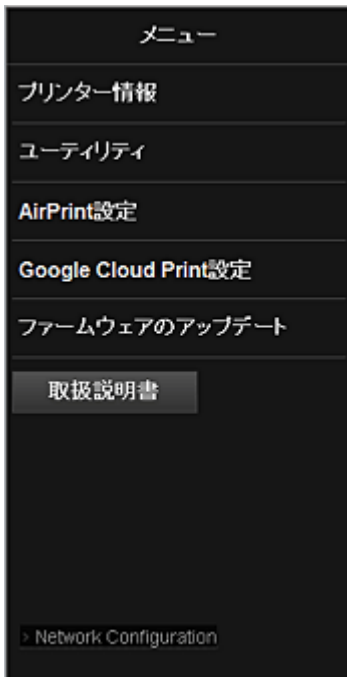 メニュー
プリンター情報
ユーティリティ
AirPrint設定
Google Cloud Print設定
ファームウェアのアップデート
取扱説明書
> Network Configuration